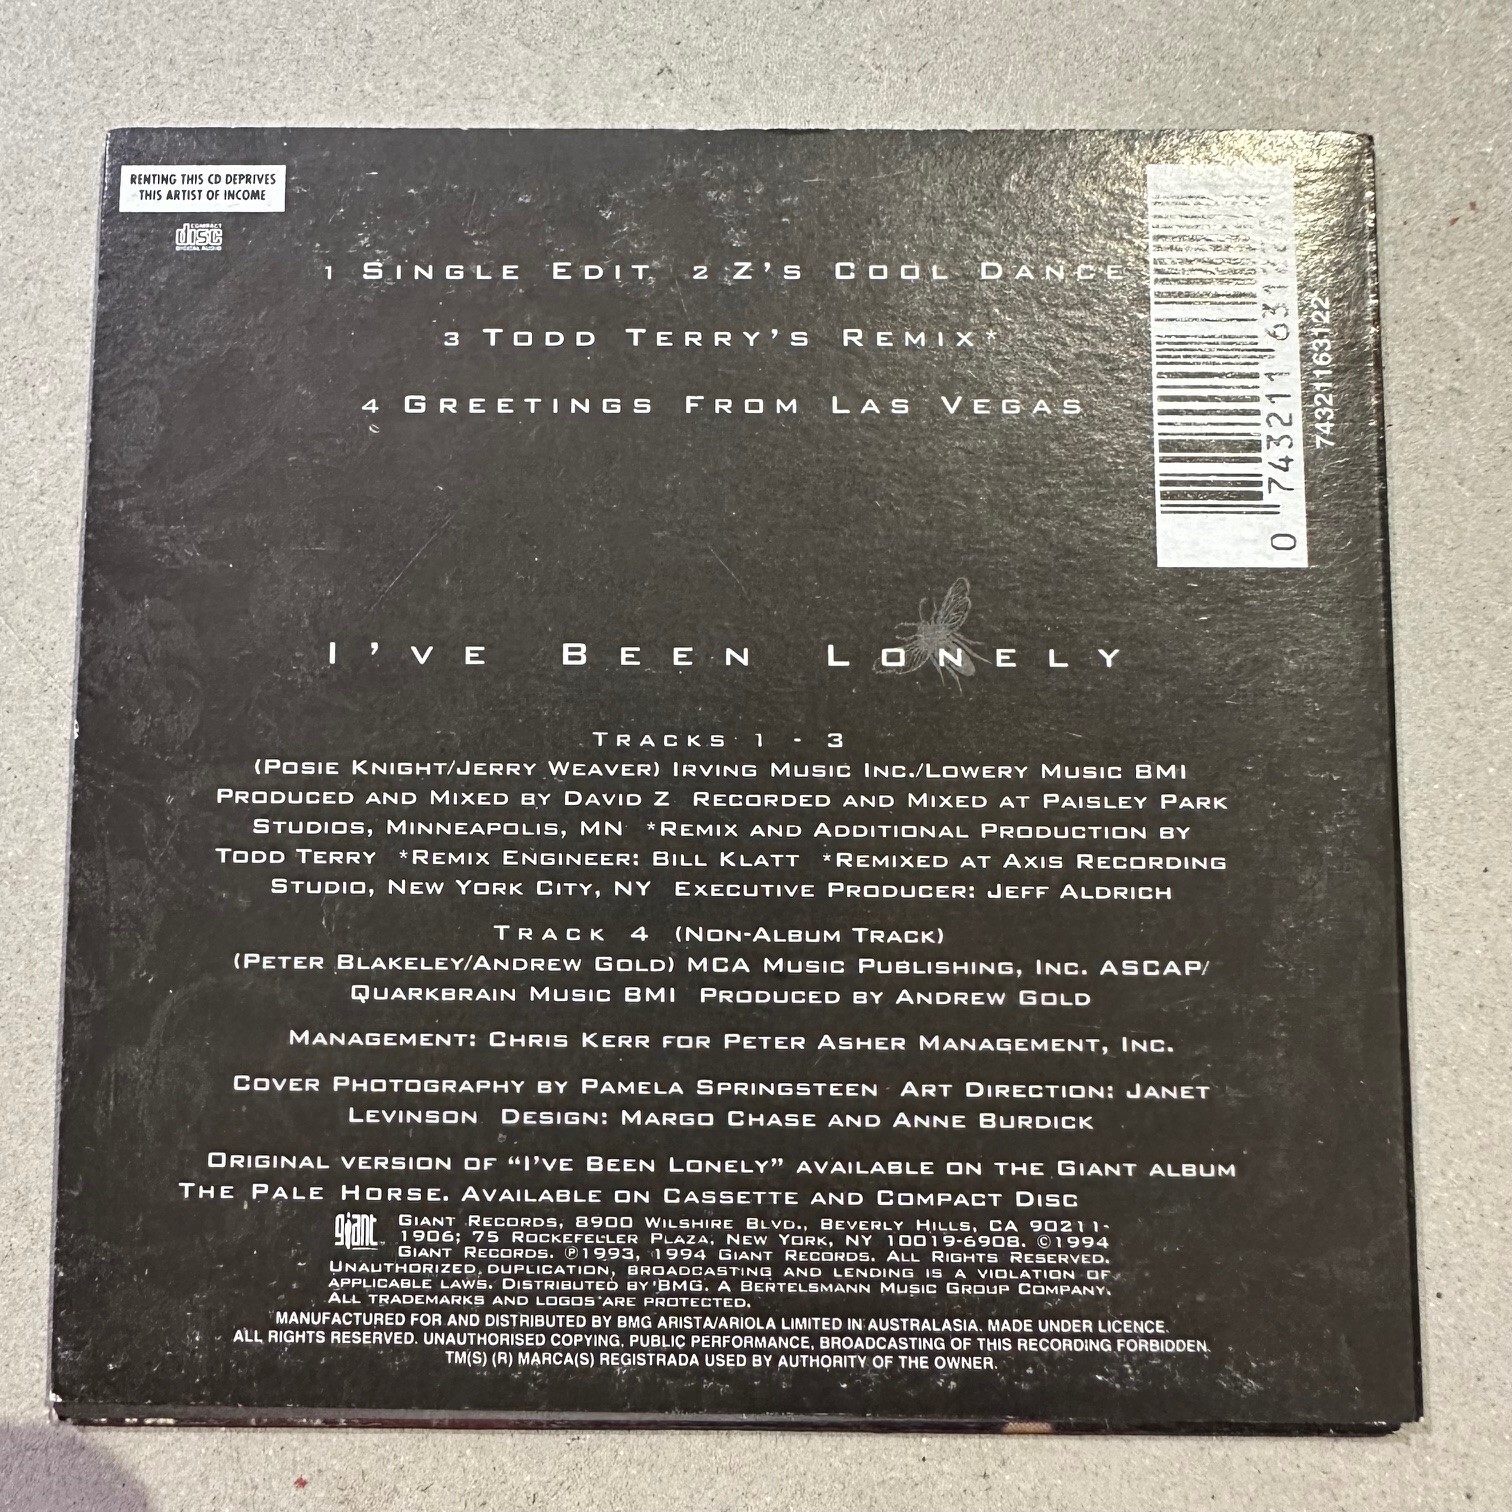 RENTING THIS CD DEPRIVES
THIS ARTIST OF INCOME
COMPACT
disc
DIGITAL AUDIO
1 SINGLE EDIT 2 Z'S COOL DANCE
3 TODD TERRY'S REMIX*
4 GREETINGS FROM LAS VEGAS
0 743211 631
74321163122
I'VE BEEN LONELY
TRACKS 1 - 3
(POSIE KNIGHT/JERRY WEAVER) IRVING MUSIC INC./LOWERY MUSIC BMI
PRODUCED AND MIXED BY DAVID Z RECORDED AND MIXED AT PAISLEY PARK
STUDIOS, MINNEAPOLIS, MN *REMIX AND ADDITIONAL PRODUCTION BY
TODD TERRY *REMIX ENGINEER: BILL KLATT *REMIXED AT AXIS RECORDING
STUDIO, NEW YORK CITY, NY EXECUTIVE PRODUCER: JEFF ALDRICH
TRACK 4 (NON-ALBUM TRACK)
(PETER BLAKELEY/ANDREW GOLD) MCA MUSIC PUBLISHING, INC. ASCAP/
QUARKBRAIN MUSIC BMI PRODUCED BY ANDREW GOLD
MANAGEMENT: CHRIS KERR FOR PETER ASHER MANAGEMENT, INC.
COVER PHOTOGRAPHY BY PAMELA SPRINGSTEEN ART DIRECTION: JANET
LEVINSON DESIGN: MARGO CHASE AND ANNE BURDICK
ORIGINAL VERSION OF “I'VE BEEN LONELY” AVAILABLE ON THE GIANT ALBUM
THE PALE HORSE. AVAILABLE ON CASSETTE AND COMPACT DISC
giant™ GIANT RECORDS, 8900 WILSHIRE BLVD., BEVERLY HILLS, CA 90211-
1906; 75 ROCKEFELLER PLAZA, NEW YORK, NY 10019-6908. ©1994
GIANT RECORDS. ℗1993, 1994 GIANT RECORDS. ALL RIGHTS RESERVED.
UNAUTHORIZED DUPLICATION, BROADCASTING AND LENDING IS A VIOLATION OF
APPLICABLE LAWS. DISTRIBUTED BY BMG. A BERTELSMANN MUSIC GROUP COMPANY.
ALL TRADEMARKS AND LOGOS ARE PROTECTED.
MANUFACTURED FOR AND DISTRIBUTED BY BMG ARISTA/ARIOLA LIMITED IN AUSTRALASIA. MADE UNDER LICENCE.
ALL RIGHTS RESERVED. UNAUTHORISED COPYING, PUBLIC PERFORMANCE, BROADCASTING OF THIS RECORDING FORBIDDEN.
TM(S) (R) MARCA(S) REGISTRADA USED BY AUTHORITY OF THE OWNER.